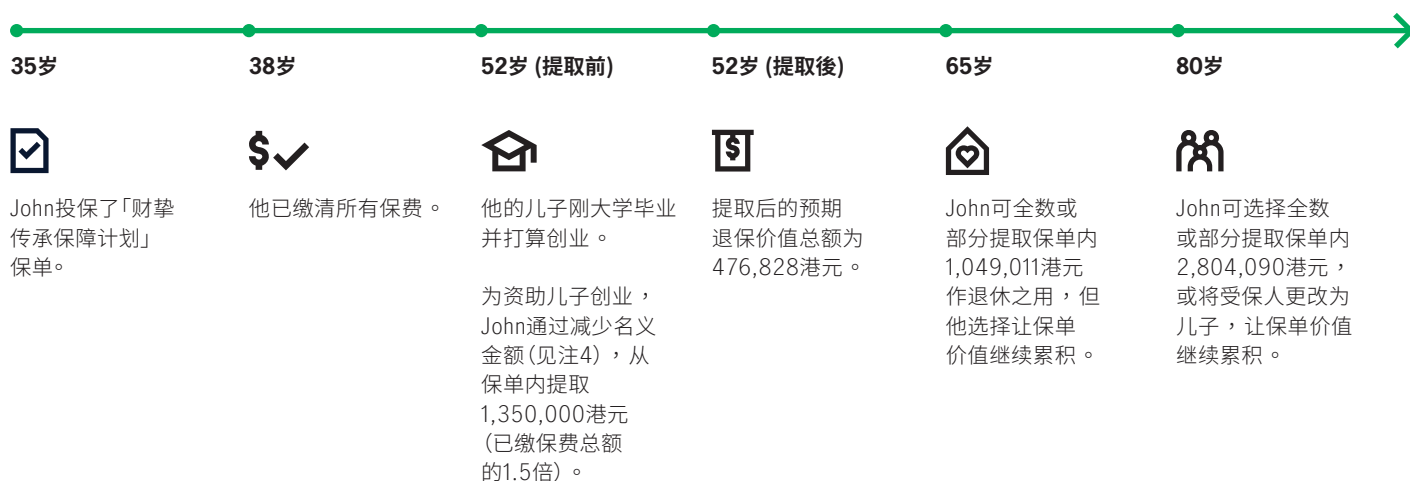 35岁
John投保了「财挚
传承保障计划」
保单。
38岁
他已缴清所有保费。
52岁 (提取前)
他的儿子刚大学毕业
并打算创业。
为资助儿子创业，
John通过减少名义
金额(见注4)，从
保单内提取
1,350,000港元
(已缴保费总额
的1.5倍)。
52岁 (提取後)
提取后的预期
退保价值总额为
476,828港元。
65岁
John可全数或
部分提取保单内
1,049,011港元
作退休之用，但
他选择让保单
价值继续累积。
80岁
John可选择全数
或部分提取保单内
2,804,090港元，
或将受保人更改为
儿子，让保单价值
继续累积。